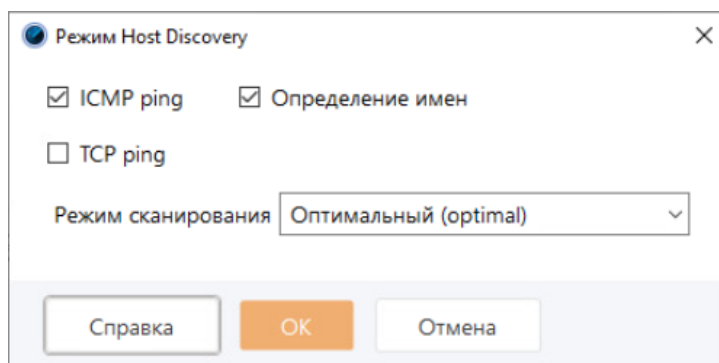 Режим Host Discovery
ICMP ping Определение имен
TCP ping
Режим сканирования Оптимальный (optimal)
Справка OK Отмена